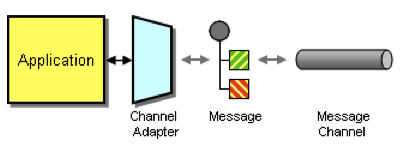 Application
Channel
Adapter
Message
Message
Channel